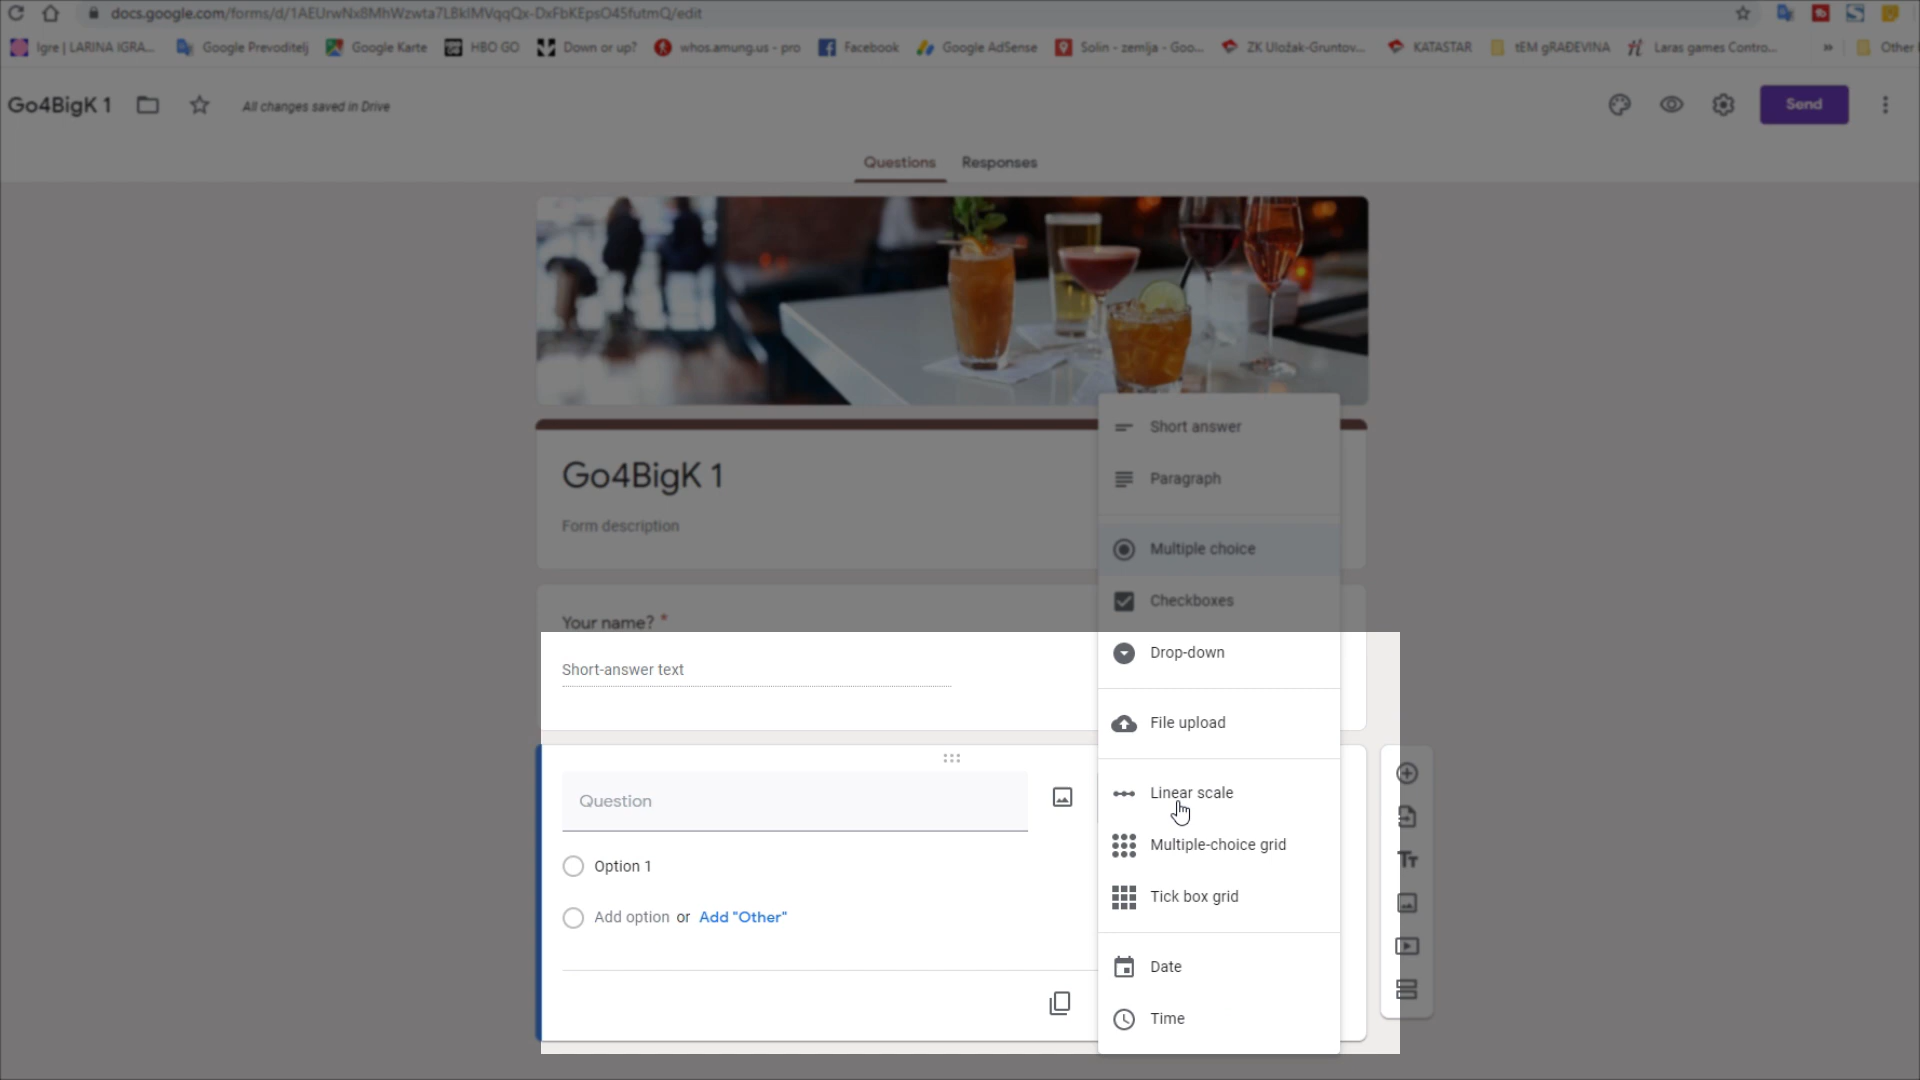 docs.google.com/forms/d/1AEUrwNx8MhWzwta7LBklMVqqQx-DxFbKEpsO45futmQ/edit
Igre | LARINA IGRA... Google Prevoditelj Google Karte HBO GO Down or up? whos.amung.us - pro Facebook Google AdSense Solin - zemlja - Goo... ZK Uložak-Gruntov... KATASTAR tEM gRAĐEVINA Laras games Contro... » Other
Go4BigK 1 All changes saved in Drive Send
Questions Responses
Go4BigK 1
Form description
Your name? *
Short-answer text
Question
Option 1
Add option or Add "Other"
Short answer
Paragraph
Multiple choice
Checkboxes
Drop-down
File upload
Linear scale
Multiple-choice grid
Tick box grid
Date
Time